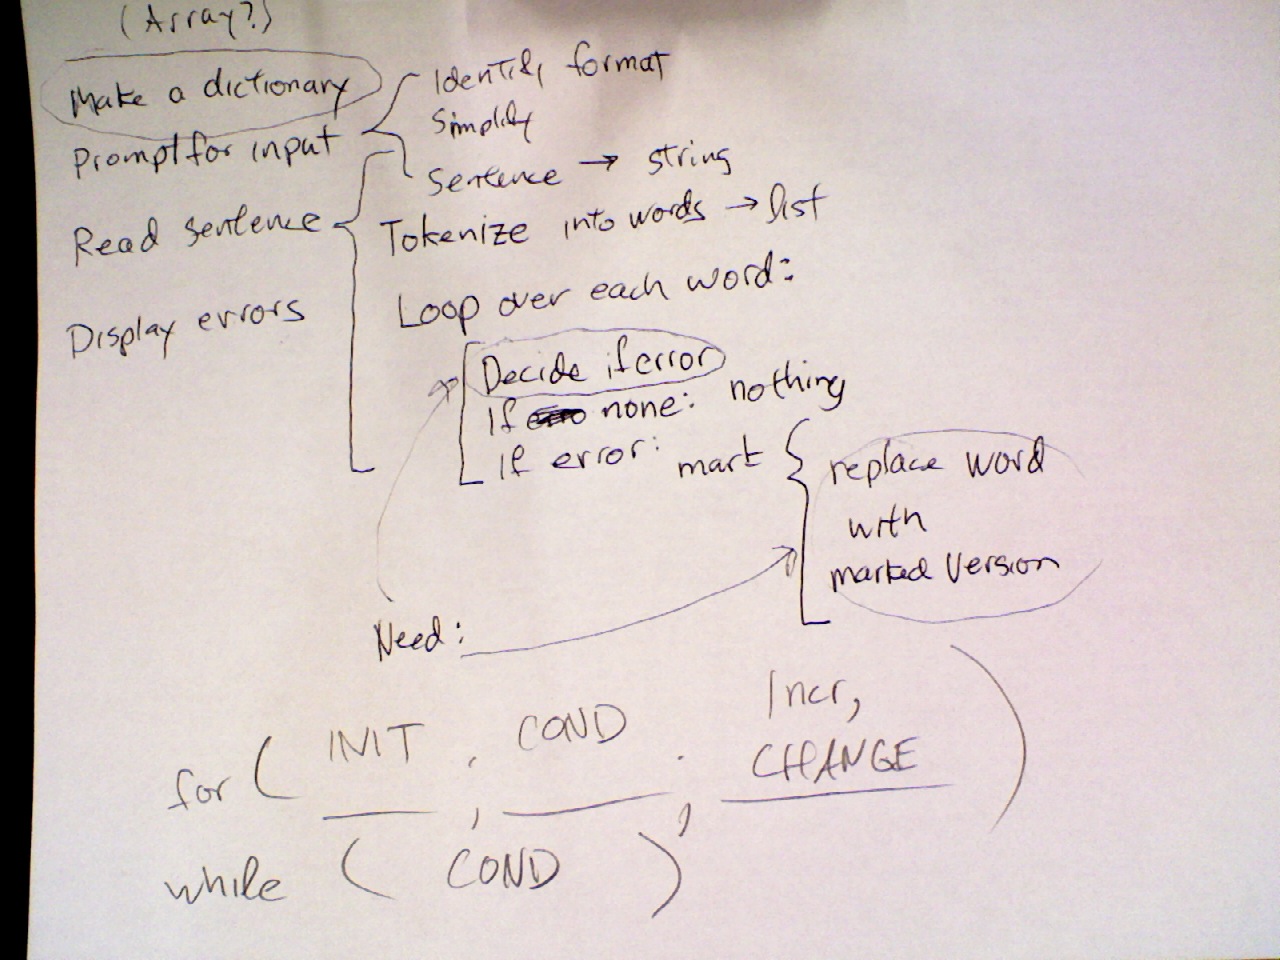 (Array?)
Make a dictionary
Prompt for input
Read sentence
Display errors
Identify format
Simplify
Sentence → string
Tokenize into words → list
Loop over each word:
Decide if error
If none: nothing
If error: mark
replace word
with
marked version
Need:
for ( INIT ; COND ; Incr, CHANGE )
while ( COND )